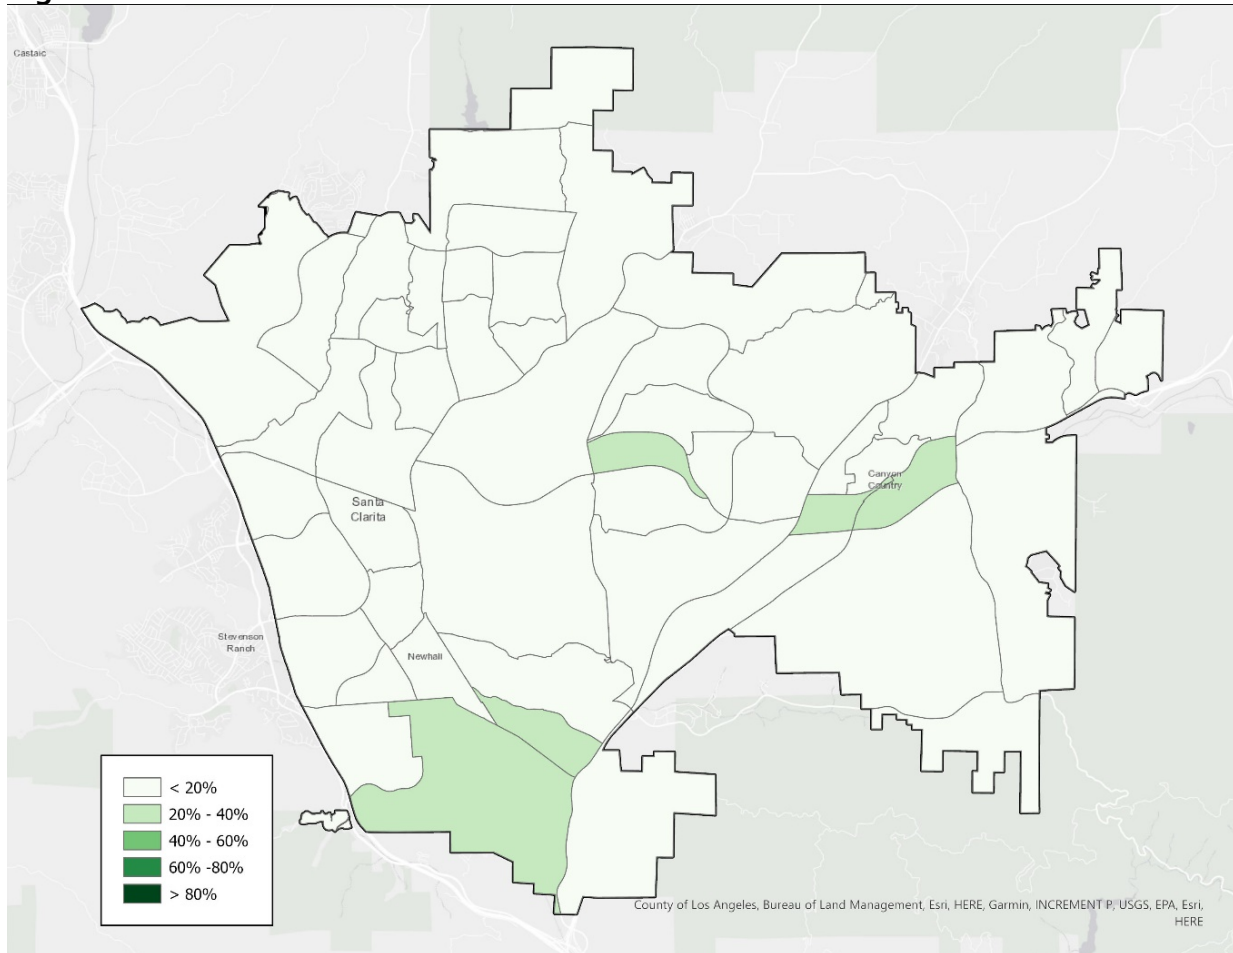 Castaic
Canyon
Country
Santa
Clarita
Stevenson
Ranch
Newhall
< 20%
20% - 40%
40% - 60%
60% -80%
> 80%
County of Los Angeles, Bureau of Land Management, Esri, HERE, Garmin, INCREMENT P, USGS, EPA, Esri,
HERE